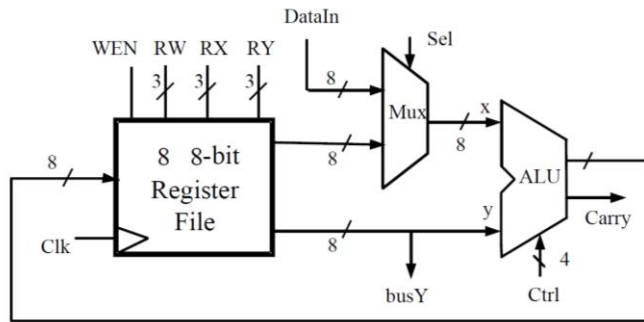 DataIn
WEN RW RX RY
Sel
3 3 3
8
Mux
x
8
8 8-bit
Register
File
8
8
ALU
Clk
y
Carry
8
4
busY
Ctrl